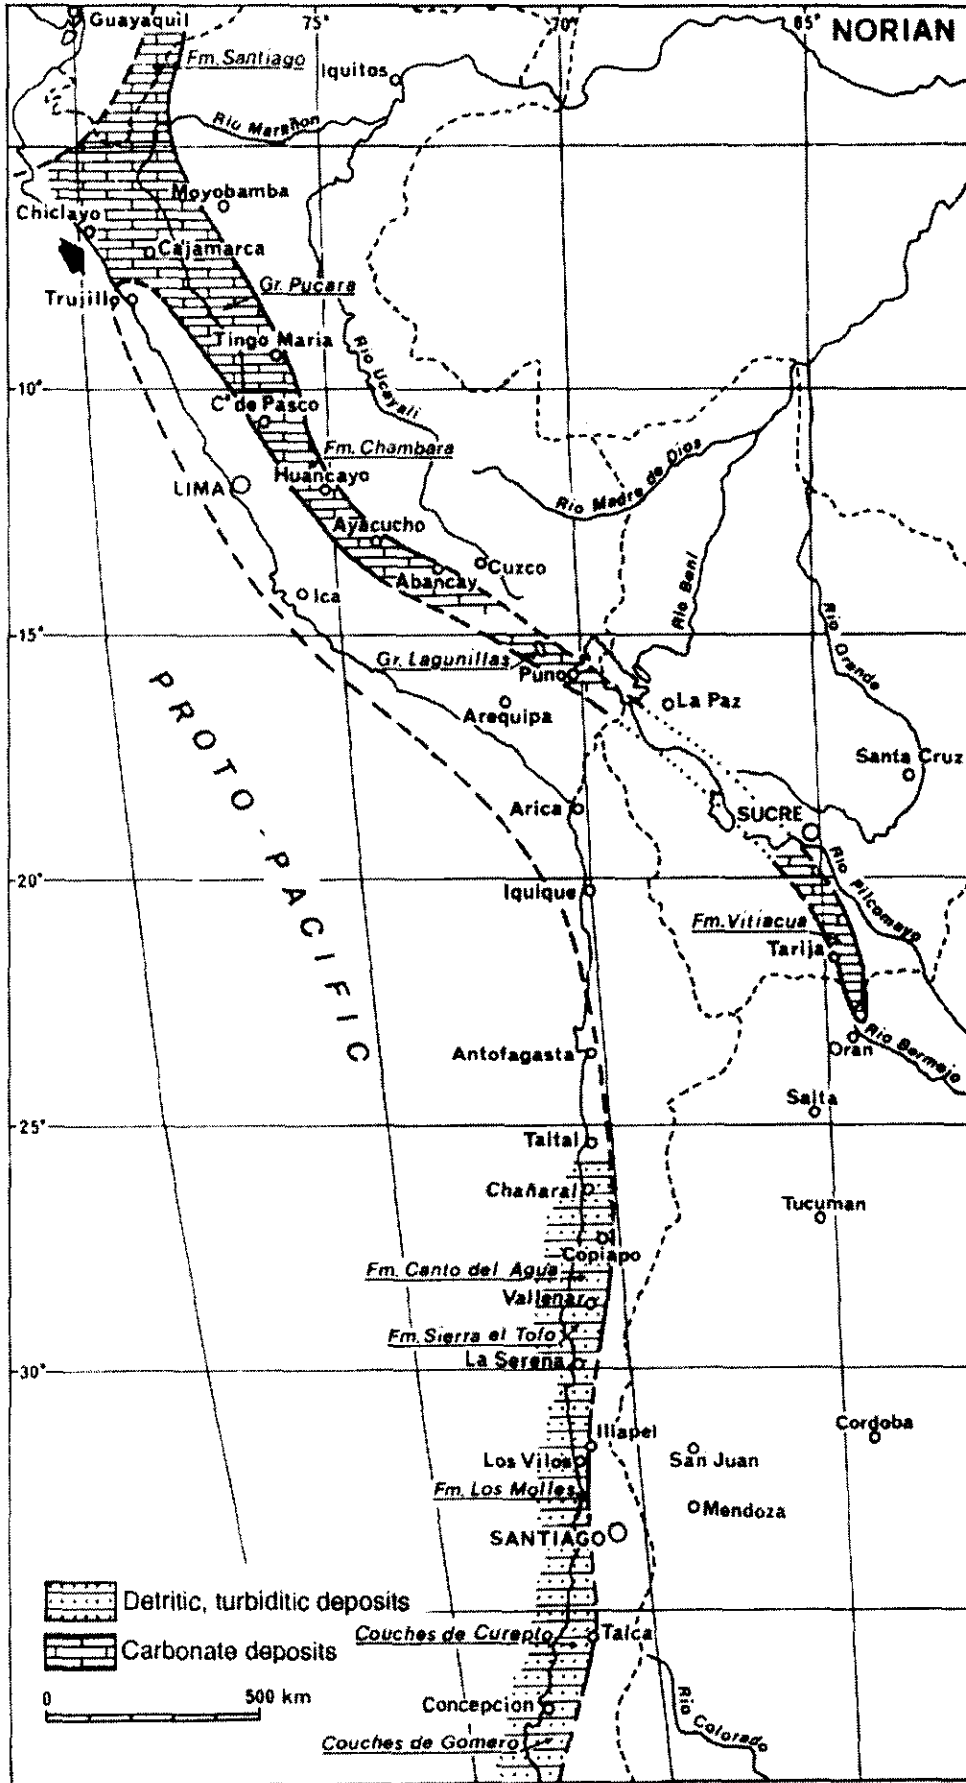 75°
70°
65°
NORIAN
Guayaquil
Fm. Santiago
Iquitos
Rio Marañon
Moyobamba
Chiclayo
Cajamarca
Gr. Pucara
Trujillo
Tingo Maria
Rio Ucayali
10°
Cº de Pasco
Fm. Chambara
Huancayo
LIMA
Rio Madre de Dios
Ayacucho
Cuzco
Abancay
Rio Beni
Ica
15°
Rio Grande
Gr. Lagunillas
Puno
La Paz
Arequipa
PROTO-PACIFIC
Santa Cruz
Arica
SUCRE
20°
Iquique
Rio Pilcomayo
Fm. Vitiacua
Tarija
Antofagasta
Oran
Rio Bermejo
Salta
25°
Taltal
Chañaral
Tucuman
Copiapo
Fm. Canto del Agua
Vallenar
Fm. Sierra el Tofo
La Serena
30°
Illapel
Cordoba
Los Vilos
San Juan
Fm. Los Molles
Mendoza
SANTIAGO
Detritic, turbiditic deposits
Couches de Curepto
Talca
Carbonate deposits
0 500 km
Concepcion
Rio Colorado
Couches de Gomero